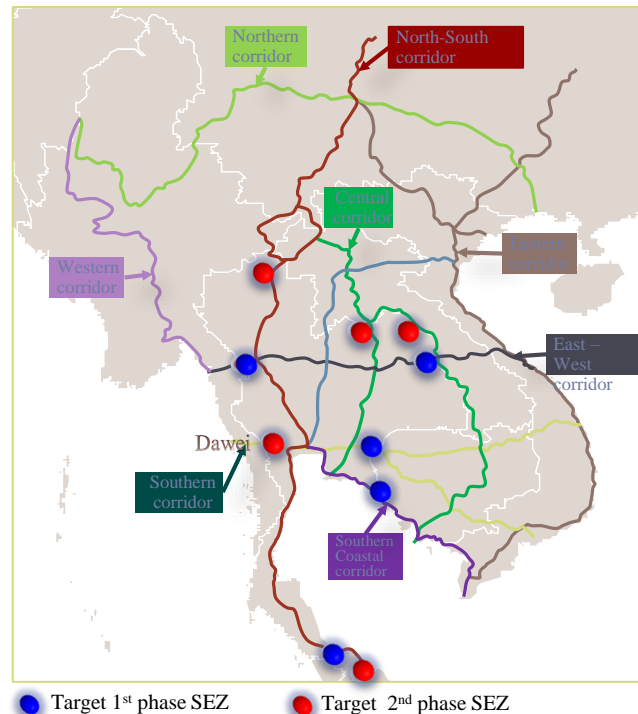 Northern
corridor
North-South
corridor
Central
corridor
Eastern
corridor
Western
corridor
East –
West
corridor
Dawei
Southern
corridor
Southern
Coastal
corridor
Target 1st phase SEZ
Target 2nd phase SEZ